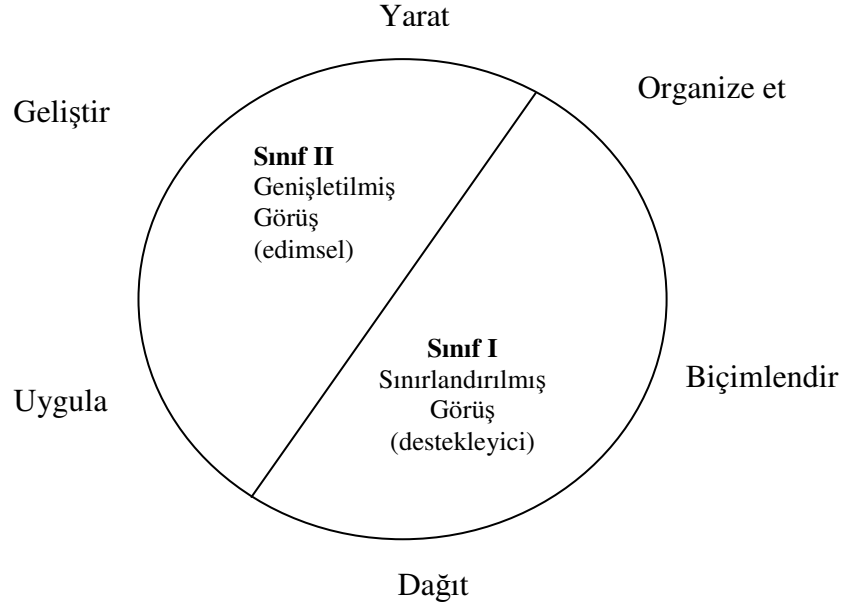 Yarat
Organize et
Geliştir
Sınıf II
Genişletilmiş
Görüş
(edimsel)
Sınıf I
Sınırlandırılmış
Görüş
(destekleyici)
Biçimlendir
Uygula
Dağıt